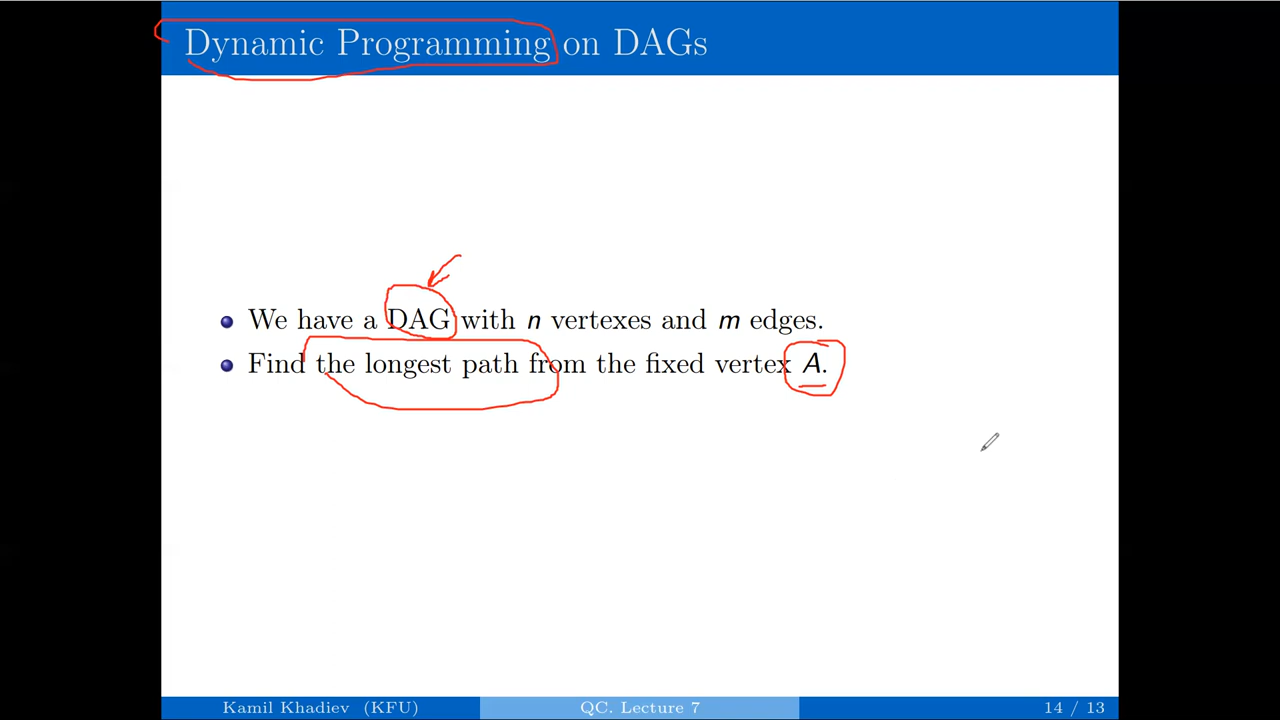 Dynamic Programming on DAGs
We have a DAG with n vertexes and m edges.
Find the longest path from the fixed vertex A.
Kamil Khadiev (KFU) QC. Lecture 7 14 / 13